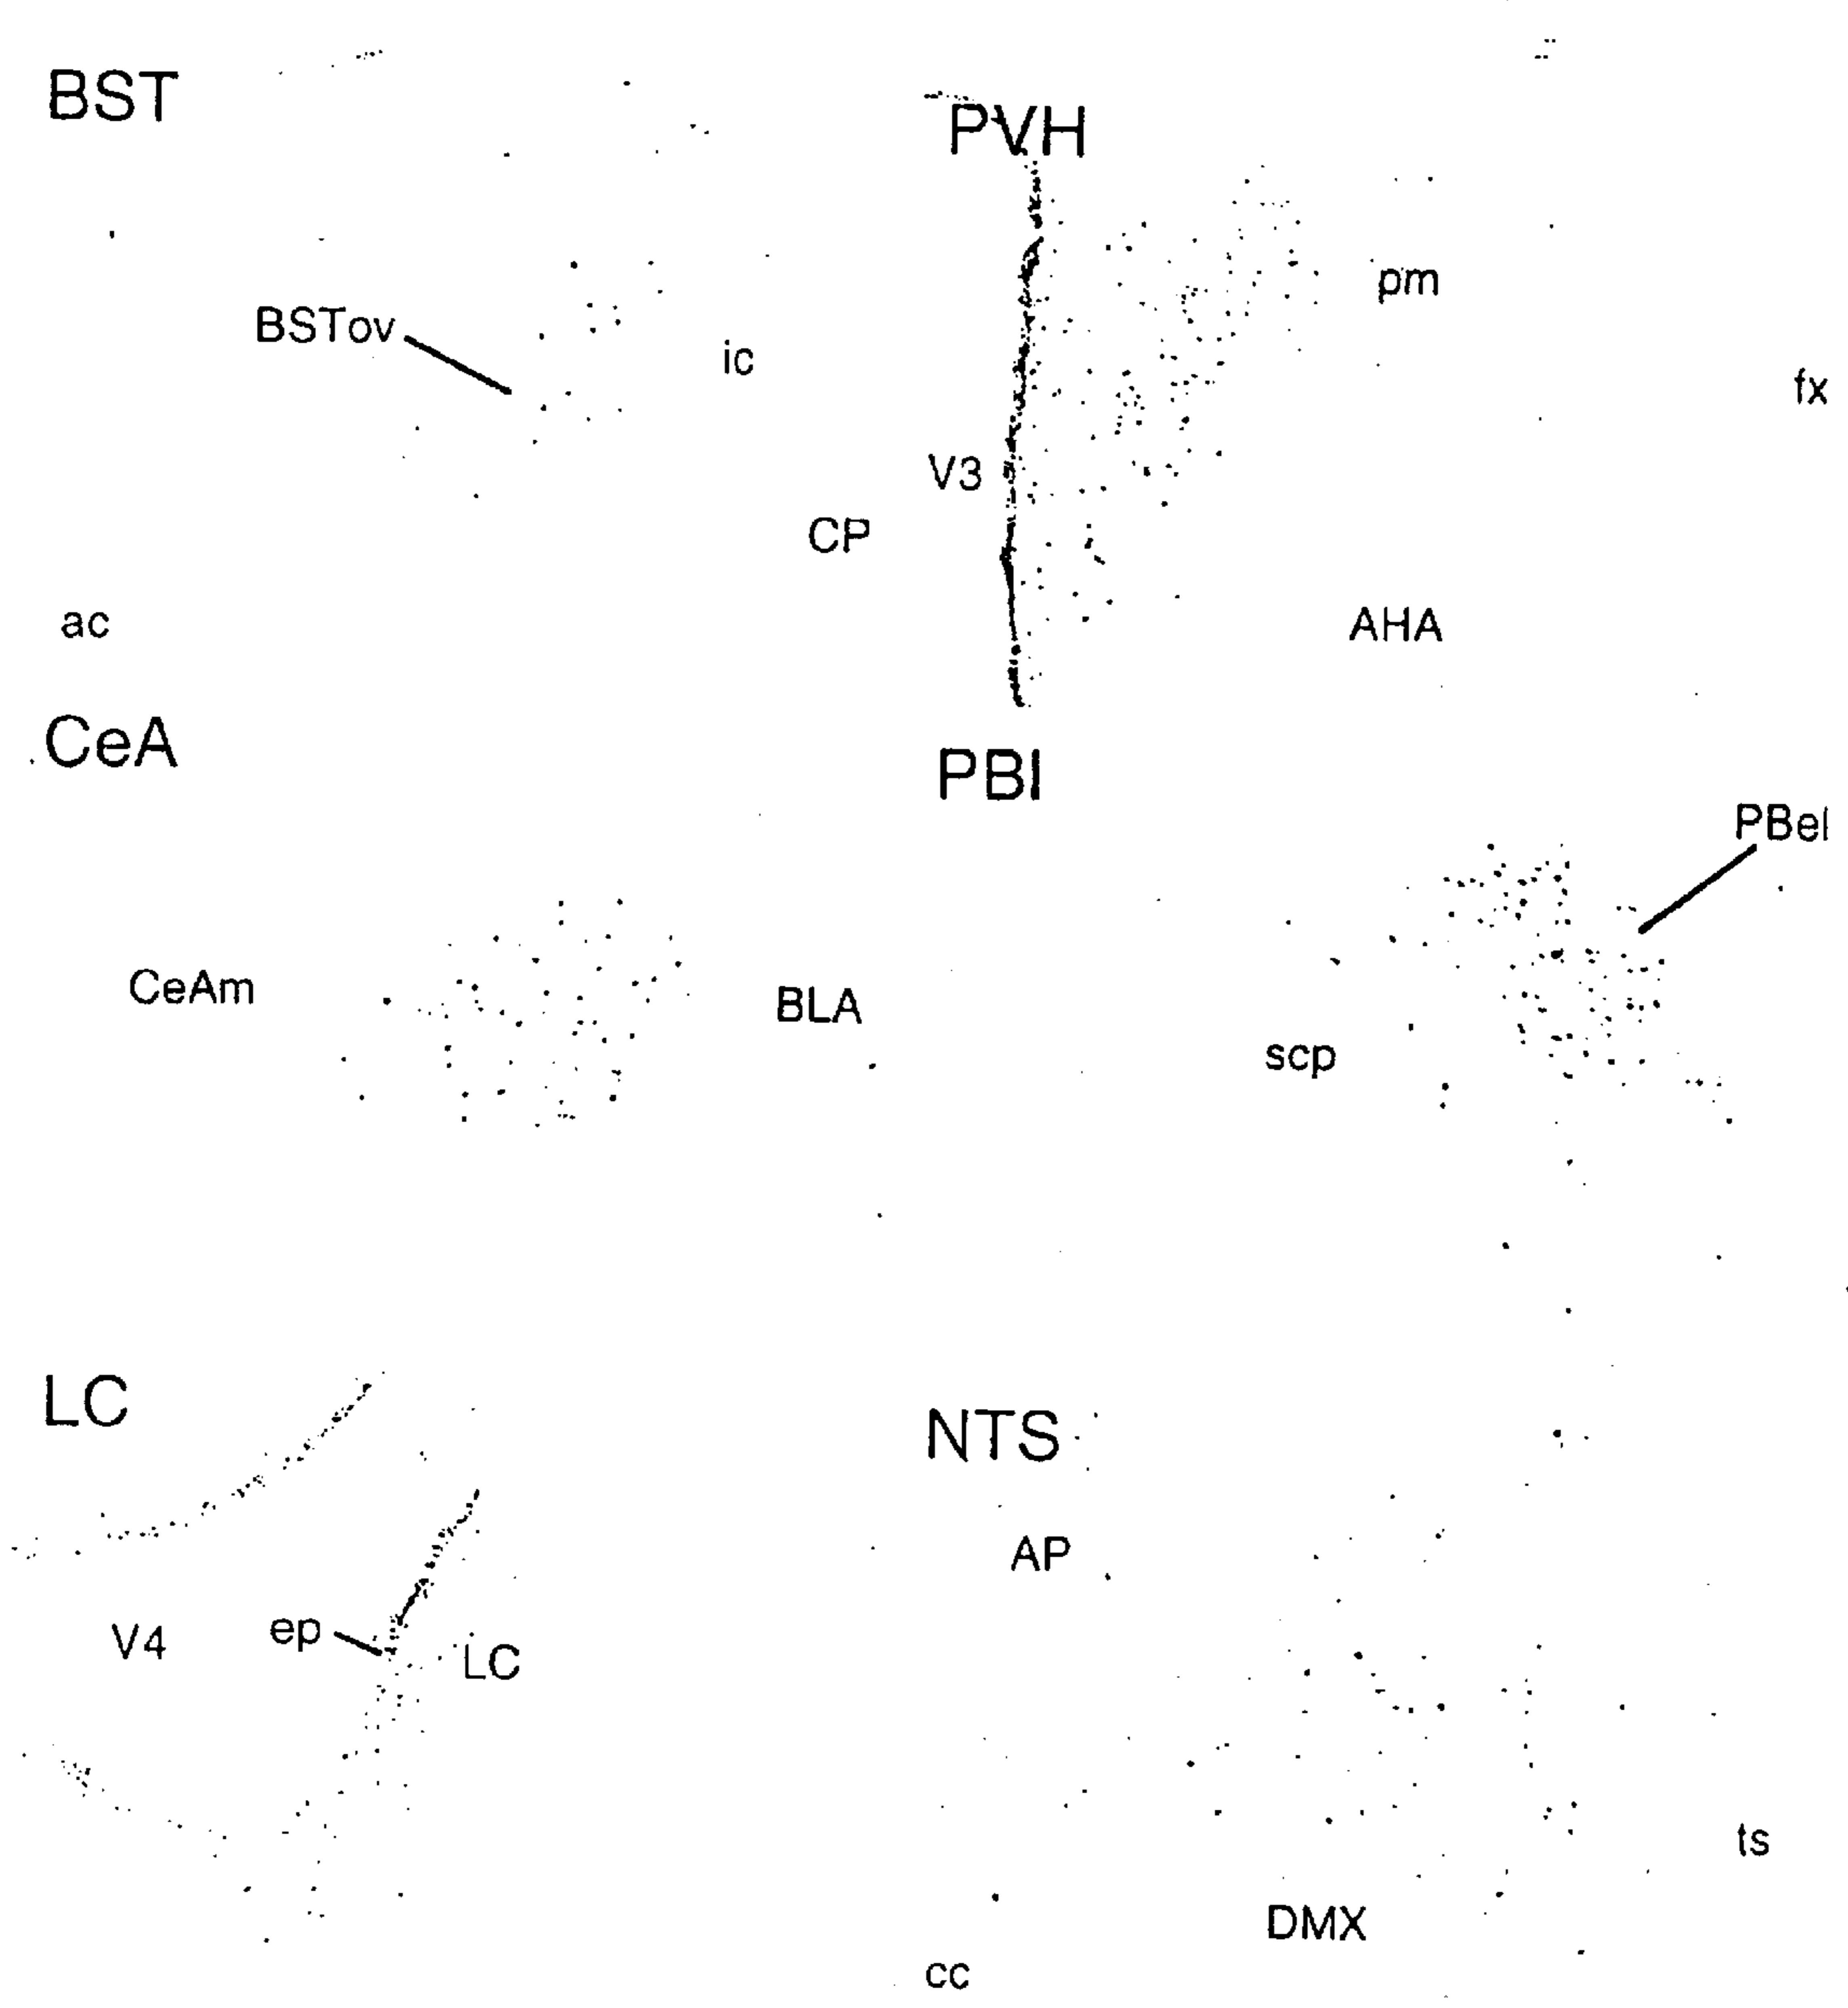 BST
BSTov
ic
CP
ac
PVH
pm
fx
V3
AHA
CeA
CeAm
BLA
PBl
PBel
scp
LC
V4
ep
LC
NTS
AP
ts
DMX
cc